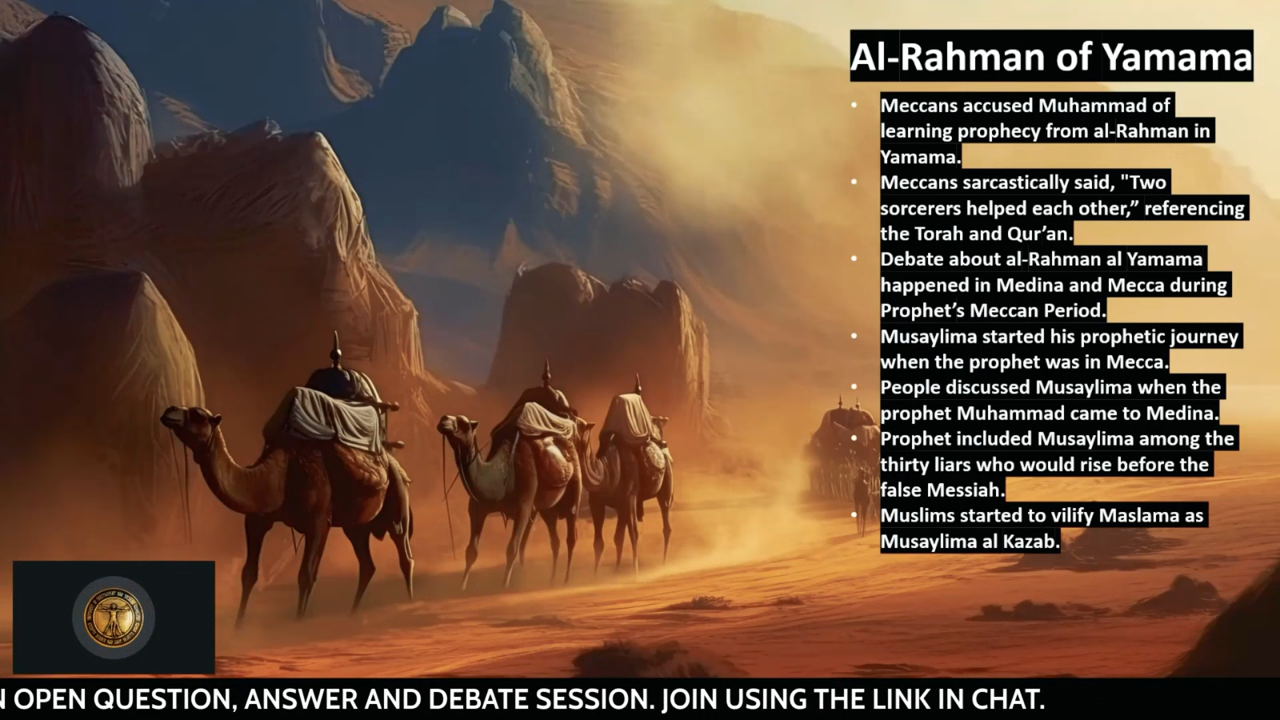 Al-Rahman of Yamama
• Meccans accused Muhammad of
learning prophecy from al-Rahman in
Yamama.
• Meccans sarcastically said, "Two
sorcerers helped each other,” referencing
the Torah and Qur’an.
• Debate about al-Rahman al Yamama
happened in Medina and Mecca during
Prophet’s Meccan Period.
• Musaylima started his prophetic journey
when the prophet was in Mecca.
• People discussed Musaylima when the
prophet Muhammad came to Medina.
• Prophet included Musaylima among the
thirty liars who would rise before the
false Messiah.
• Muslims started to vilify Maslama as
Musaylima al Kazab.
N OPEN QUESTION, ANSWER AND DEBATE SESSION. JOIN USING THE LINK IN CHAT.